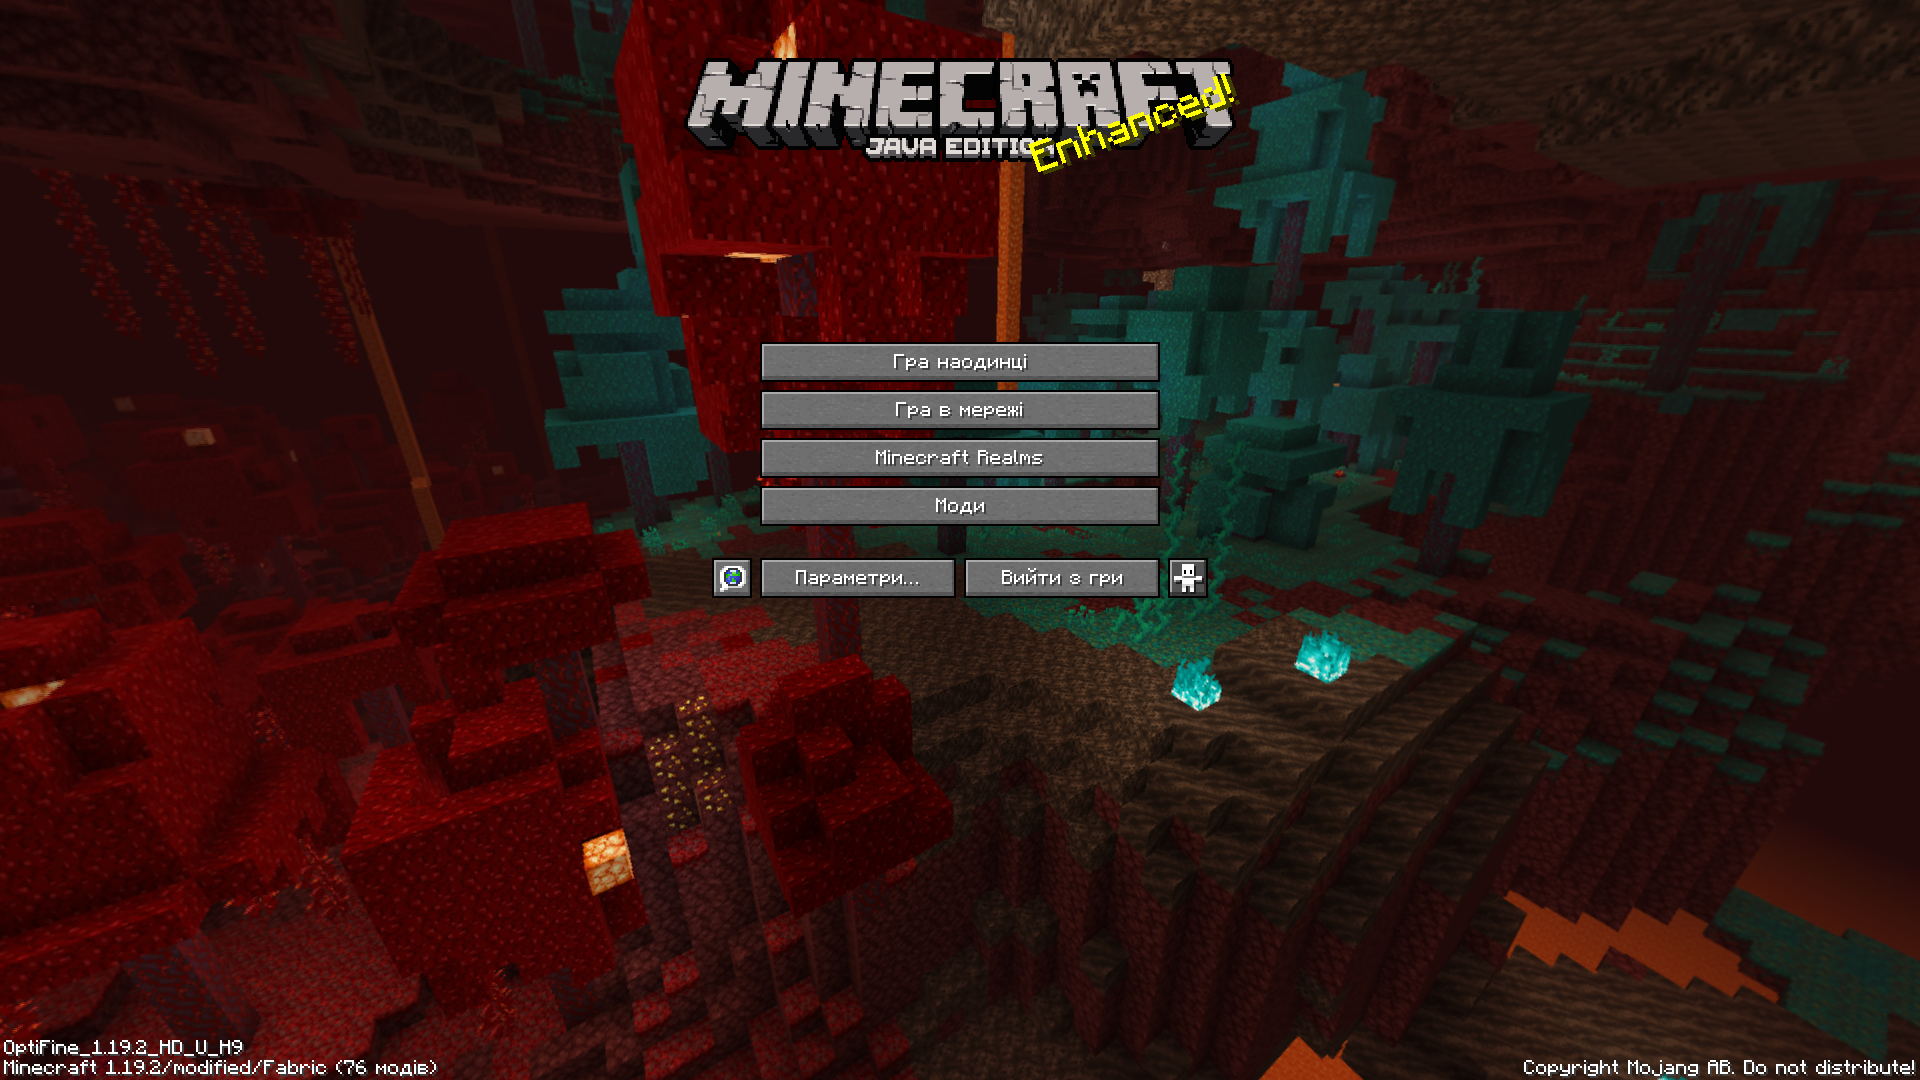 MINECRAFT
JAVA EDITION
Enhanced!
Гра наодинці
Гра в мережі
Minecraft Realms
Моди
Параметри...
Вийти з гри
OptiFine_1.19.2_HD_U_H9
Minecraft 1.19.2/modified/Fabric (76 модів)
Copyright Mojang AB. Do not distribute!